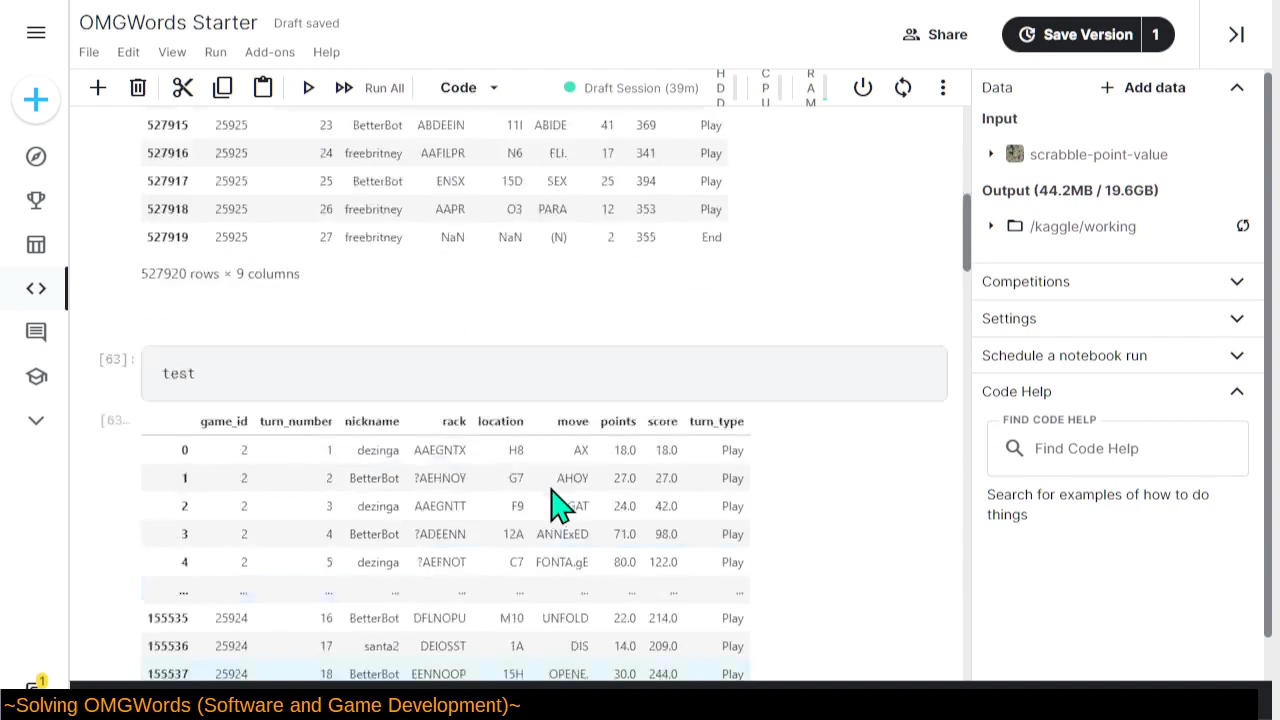 OMGWords Starter Draft saved
File Edit View Run Add-ons Help
Share
Save Version 1
Run All Code Draft Session (39m) HDD CPU RAM
527915 25925 23 BetterBot ABDEEIN 11I ABIDE 41 369 Play
527916 25925 24 freebritney AAFILPR N6 FLI. 17 341 Play
527917 25925 25 BetterBot ENSX 15D SEX 25 394 Play
527918 25925 26 freebritney AAPR O3 PARA 12 353 Play
527919 25925 27 freebritney NaN NaN (N) 2 355 End
527920 rows × 9 columns
[63]: test
[63...
game_id turn_number nickname rack location move points score turn_type
0 2 1 dezinga AAEGNTX H8 AX 18.0 18.0 Play
1 2 2 BetterBot ?AEHNOY G7 AHOY 27.0 27.0 Play
2 2 3 dezinga AAEGNTT F9 24.0 42.0 Play
3 2 4 BetterBot ?ADEENN 12A ANNExED 71.0 98.0 Play
4 2 5 dezinga ?AEFNOT C7 FONTA.gE 80.0 122.0 Play
... ... ... ... ... ... ... ... ... ...
155535 25924 16 BetterBot DFLNOPU M10 UNFOLD 22.0 214.0 Play
155536 25924 17 santa2 DEIOSST 1A DIS 14.0 209.0 Play
155537 25924 18 BetterBot EENNOOP 15H OPENE. 30.0 244.0 Play
Data Add data
Input
scrabble-point-value
Output (44.2MB / 19.6GB)
/kaggle/working
Competitions
Settings
Schedule a notebook run
Code Help
FIND CODE HELP
Find Code Help
Search for examples of how to do
things
1
~Solving OMGWords (Software and Game Development)~